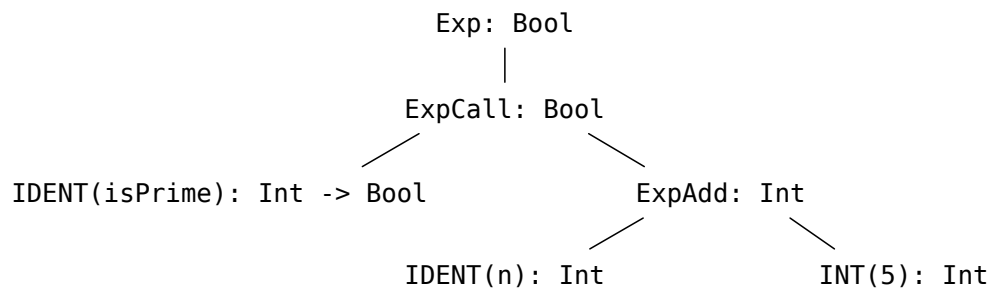 Exp: Bool
ExpCall: Bool
IDENT(isPrime): Int -> Bool
ExpAdd: Int
IDENT(n): Int
INT(5): Int